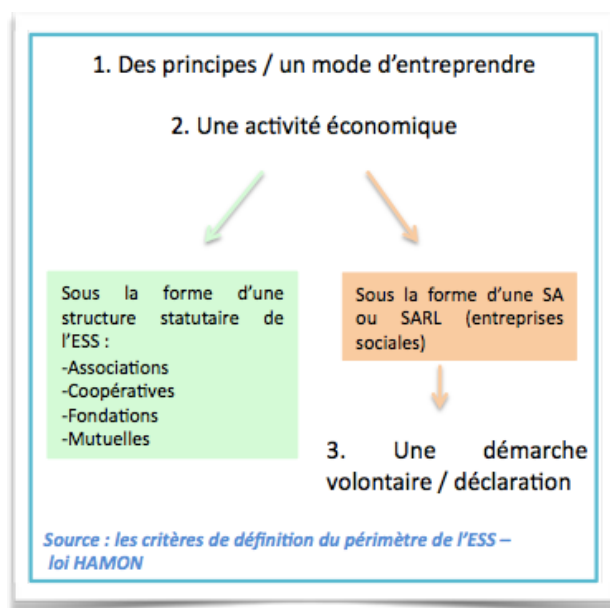 1. Des principes / un mode d'entreprendre
2. Une activité économique
Sous la forme d'une
structure statutaire de
l'ESS :
-Associations
-Coopératives
-Fondations
-Mutuelles
Sous la forme d'une SA
ou SARL (entreprises
sociales)
3. Une démarche
volontaire / déclaration
Source : les critères de définition du périmètre de l'ESS –
loi HAMON